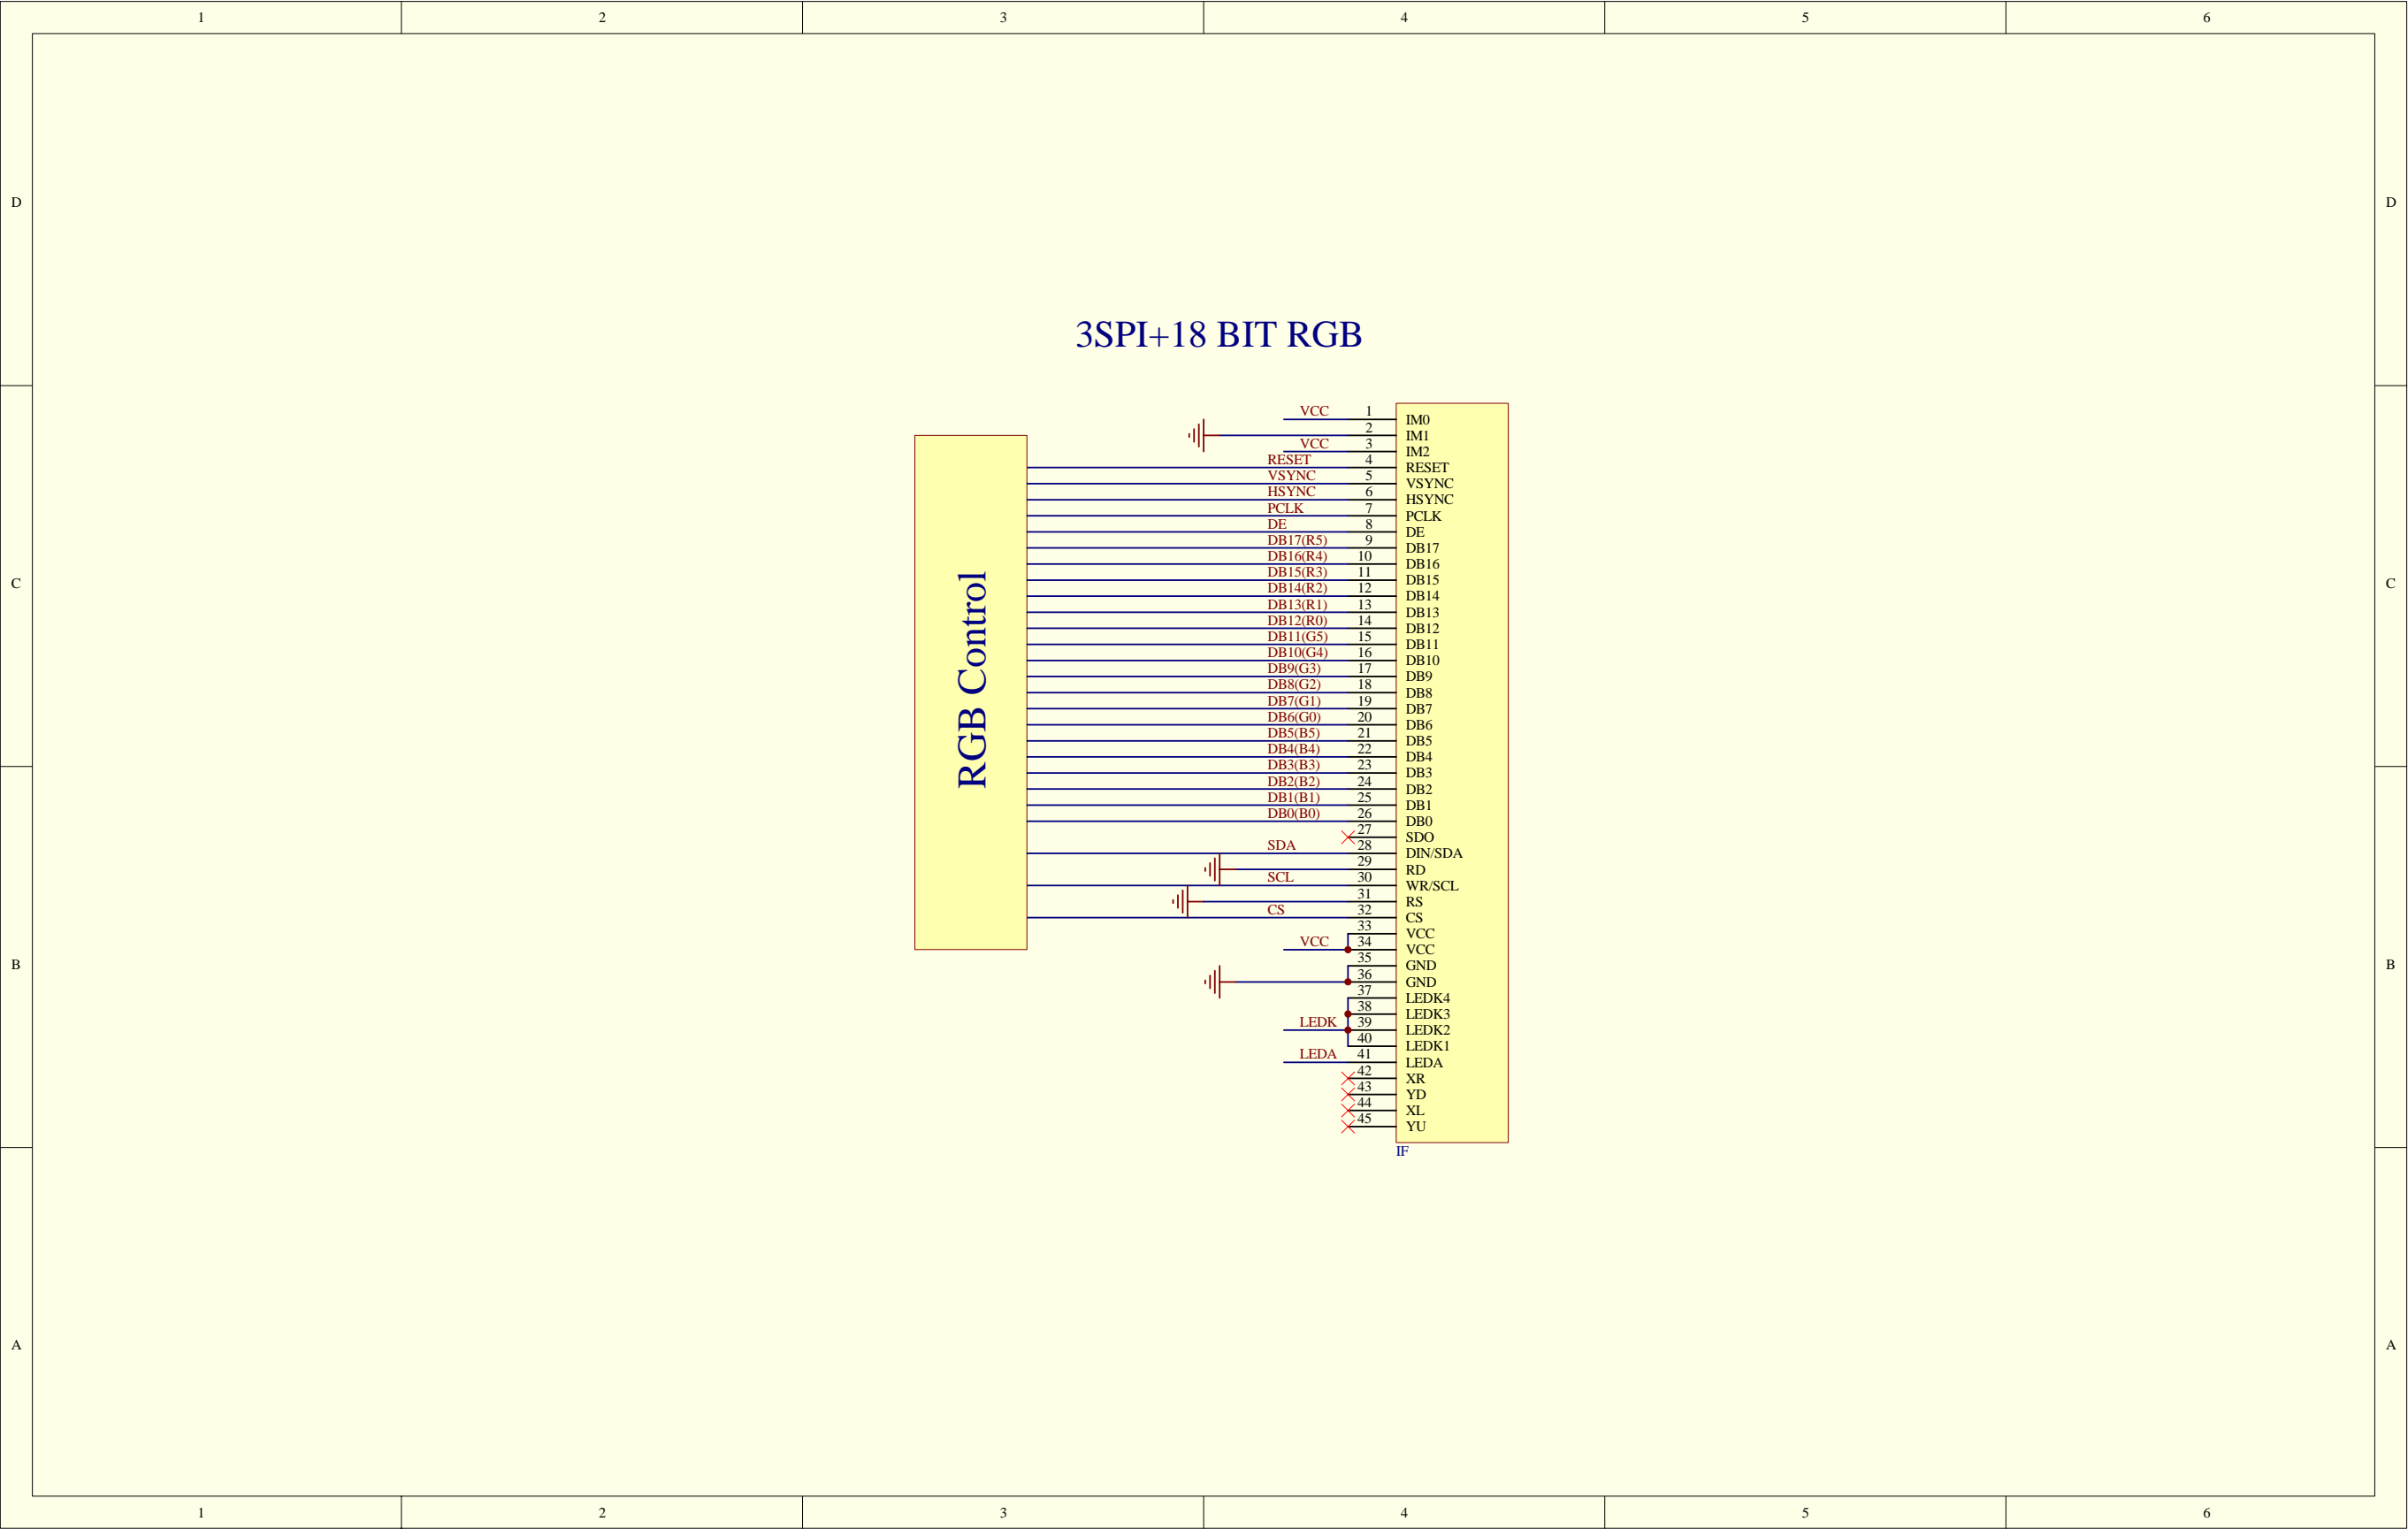 1 2 3 4 5 6
D D
3SPI+18 BIT RGB
VCC 1 IM0
2 IM1
VCC 3 IM2
RESET 4 RESET
VSYNC 5 VSYNC
HSYNC 6 HSYNC
PCLK 7 PCLK
DE 8 DE
DB17(R5) 9 DB17
DB16(R4) 10 DB16
DB15(R3) 11 DB15
C C
DB14(R2) 12 DB14
DB13(R1) 13 DB13
DB12(R0) 14 DB12
DB11(G5) 15 DB11
DB10(G4) 16 DB10
RGB Control
DB9(G3) 17 DB9
DB8(G2) 18 DB8
DB7(G1) 19 DB7
DB6(G0) 20 DB6
DB5(B5) 21 DB5
DB4(B4) 22 DB4
DB3(B3) 23 DB3
DB2(B2) 24 DB2
DB1(B1) 25 DB1
DB0(B0) 26 DB0
27 SDO
SDA 28 DIN/SDA
29 RD
SCL 30 WR/SCL
31 RS
CS 32 CS
33 VCC
VCC 34 VCC
B B
35 GND
36 GND
37 LEDK4
38 LEDK3
LEDK 39 LEDK2
40 LEDK1
LEDA 41 LEDA
42 XR
43 YD
44 XL
45 YU
IF
A A
1 2 3 4 5 6